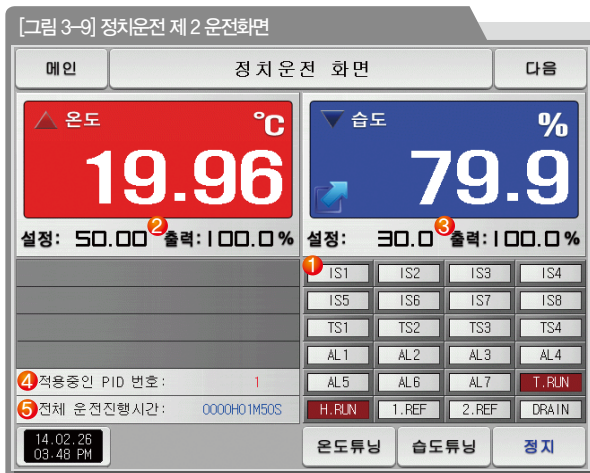 [그림 3-9] 정치운전 제 2 운전화면
메인
정치운전 화면
다음
온도 °C
19.96
습도 %
79.9
설정: 50.00 2 출력: 100.0%
설정: 30.0 3 출력: 100.0%
1 IS1 IS2 IS3 IS4
IS5 IS6 IS7 IS8
TS1 TS2 TS3 TS4
AL1 AL2 AL3 AL4
4 적용중인 PID 번호: 1
AL5 AL6 AL7 T.RUN
5 전체 운전진행시간: 0000H01M50S
H.RUN 1.REF 2.REF DRAIN
14.02.26
03:48 PM
온도튜닝 습도튜닝 정지